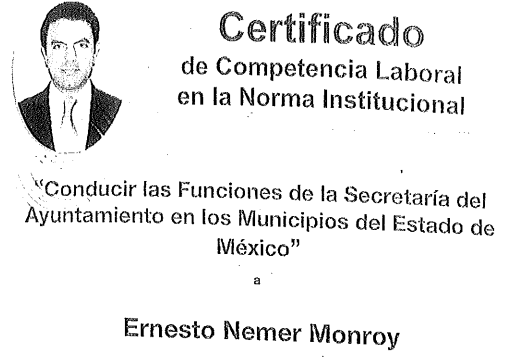 Certificado
de Competencia Laboral
en la Norma Institucional
"Conducir las Funciones de la Secretaría del
Ayuntamiento en los Municipios del Estado de
México"
a
Ernesto Nemer Monroy